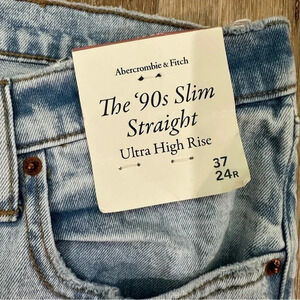 Abercrombie & Fitch
The ‘90s Slim
Straight
Ultra High Rise
37
24R